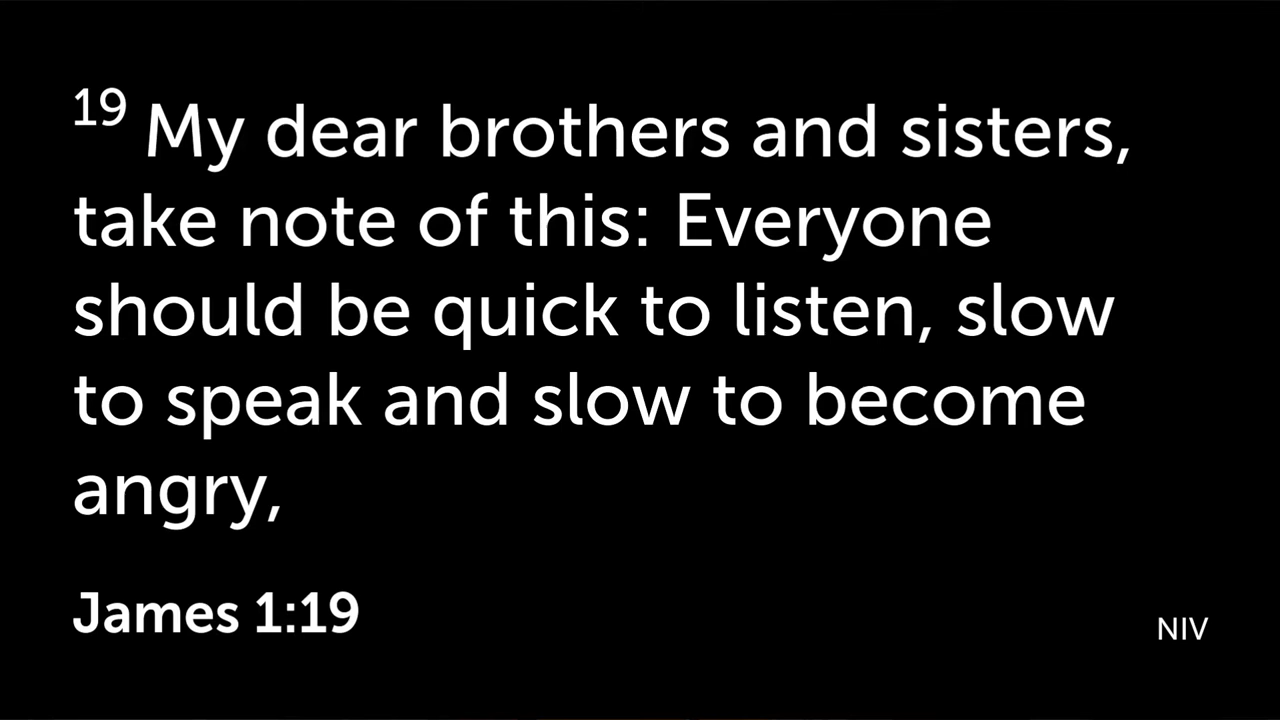 19 My dear brothers and sisters,
take note of this: Everyone
should be quick to listen, slow
to speak and slow to become
angry,
James 1:19
NIV